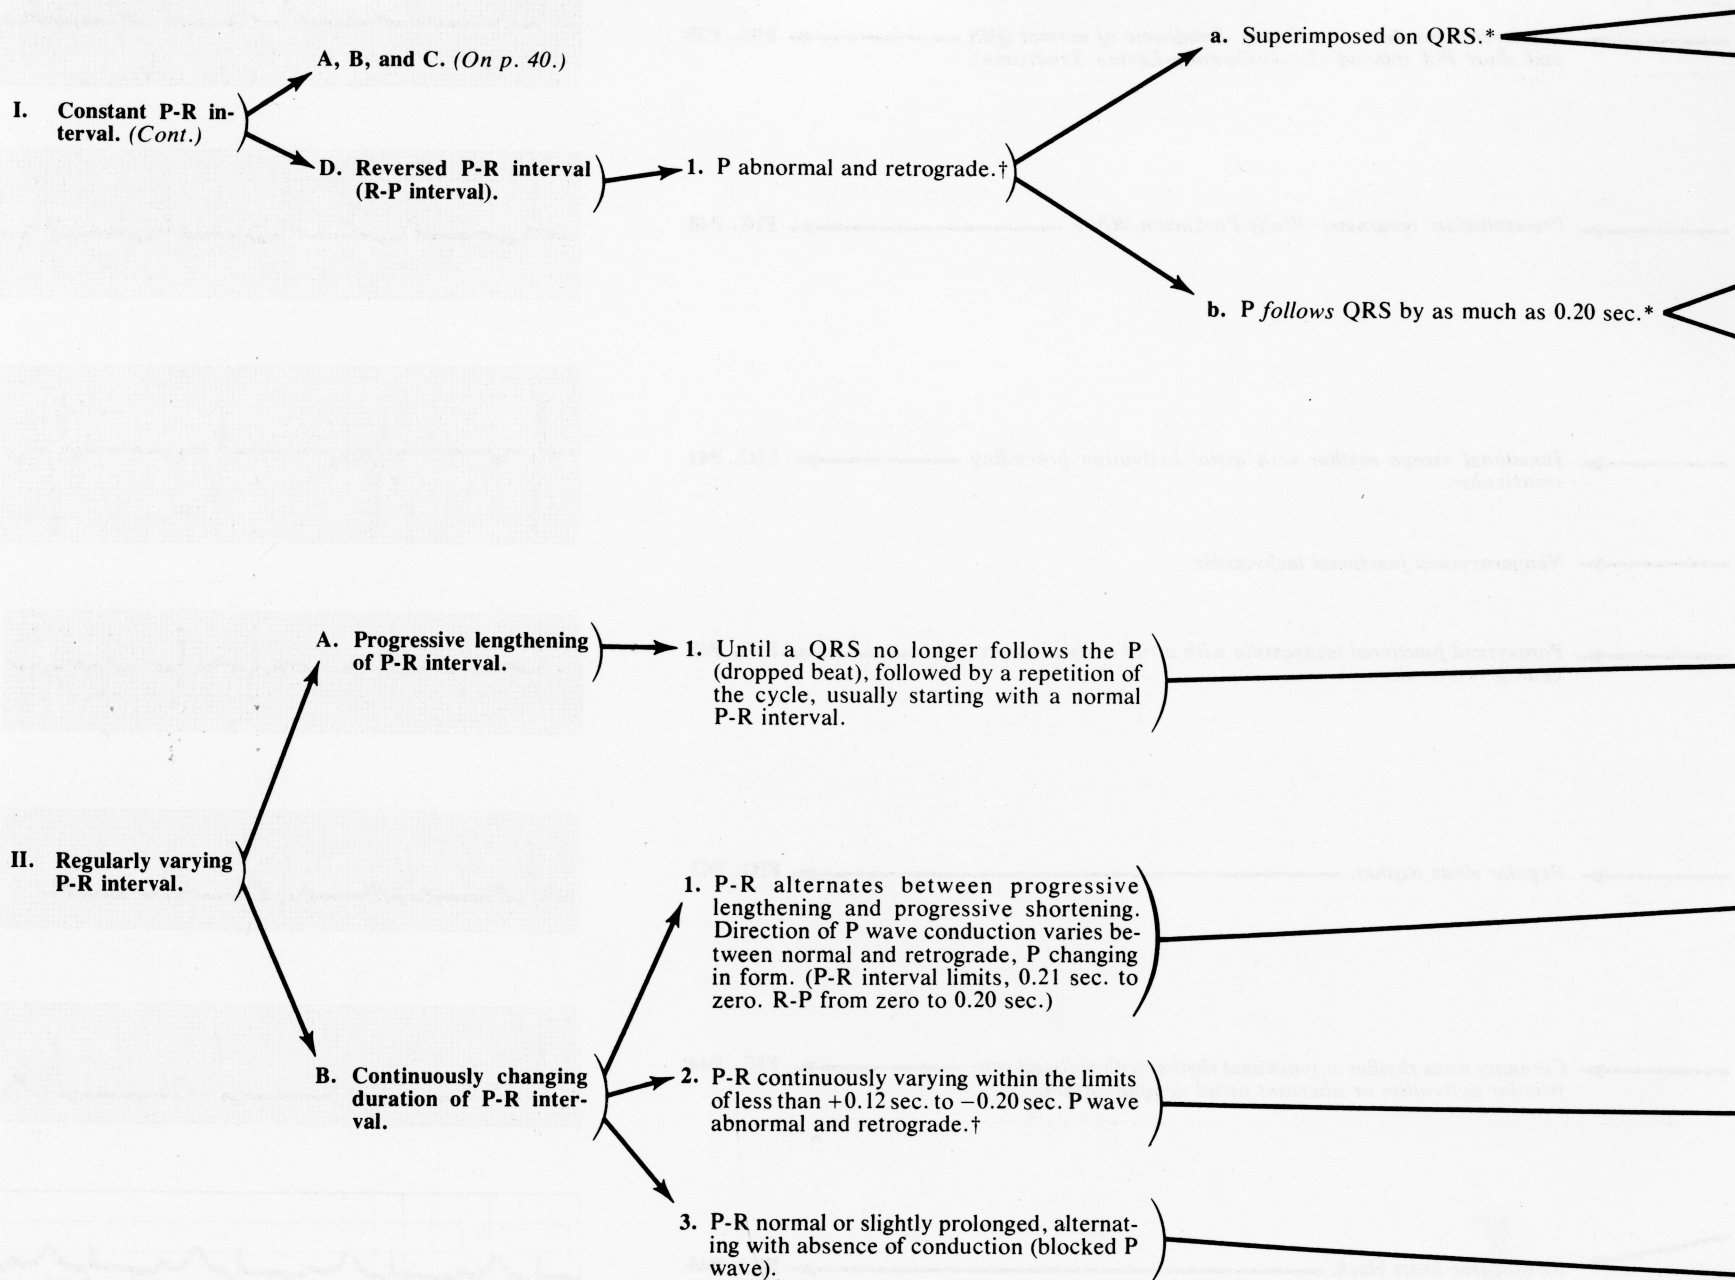 a. Superimposed on QRS.*
A, B, and C. (On p. 40.)
I. Constant P-R in-
terval. (Cont.)
D. Reversed P-R interval
(R-P interval).
1. P abnormal and retrograde.†
b. P follows QRS by as much as 0.20 sec.*
A. Progressive lengthening
of P-R interval.
1. Until a QRS no longer follows the P
(dropped beat), followed by a repetition of
the cycle, usually starting with a normal
P-R interval.
II. Regularly varying
P-R interval.
1. P-R alternates between progressive
lengthening and progressive shortening.
Direction of P wave conduction varies be-
tween normal and retrograde, P changing
in form. (P-R interval limits, 0.21 sec. to
zero. R-P from zero to 0.20 sec.)
B. Continuously changing
duration of P-R inter-
val.
2. P-R continuously varying within the limits
of less than +0.12 sec. to −0.20 sec. P wave
abnormal and retrograde.†
3. P-R normal or slightly prolonged, alternat-
ing with absence of conduction (blocked P
wave).